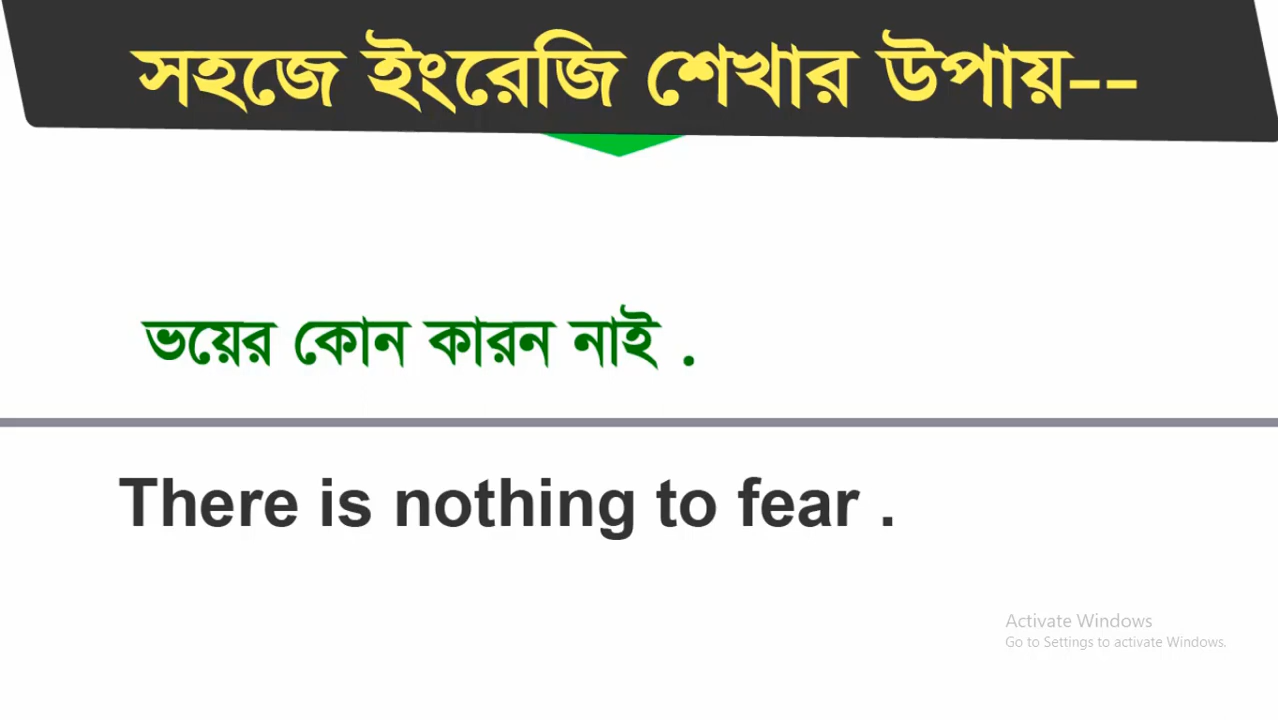 সহজে ইংরেজি শেখার উপায়--
ভয়ের কোন কারন নাই .
There is nothing to fear .
Activate Windows
Go to Settings to activate Windows.